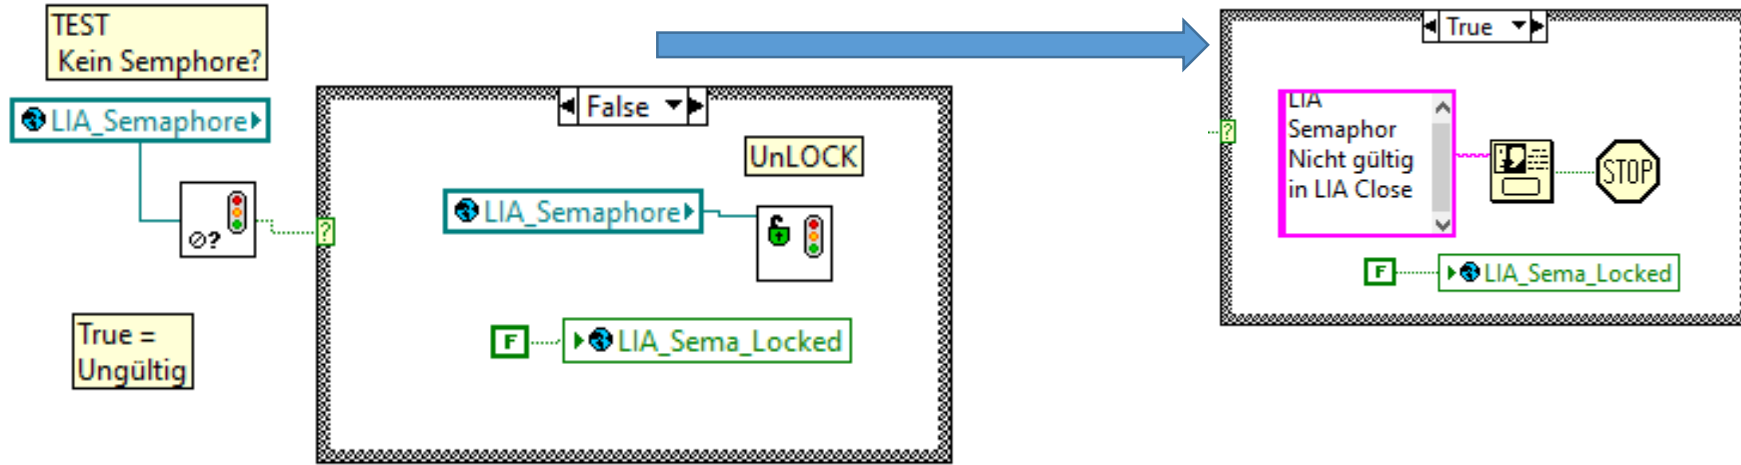 TEST
Kein Semphore?
LIA_Semaphore
?
True =
Ungültig
False
?
UnLOCK
LIA_Semaphore
F
LIA_Sema_Locked
True
?
LIA
Semaphor
Nicht gültig
in LIA Close
STOP
F
LIA_Sema_Locked